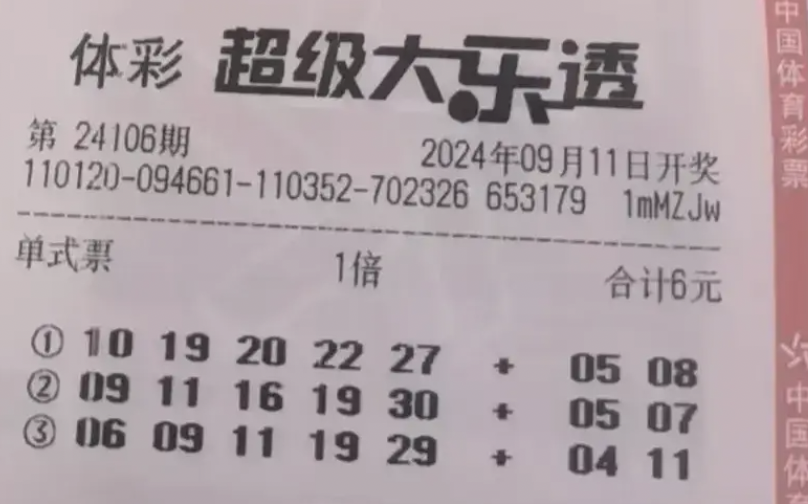 体彩 超级大乐透
第 24106期 2024年09月11日开奖
110120-094661-110352-702326 653179 1mMZJw
单式票 1倍 合计6元
① 10 19 20 22 27 + 05 08
② 09 11 16 19 30 + 05 07
③ 06 09 11 19 29 + 04 11
中国体育彩票
中国体